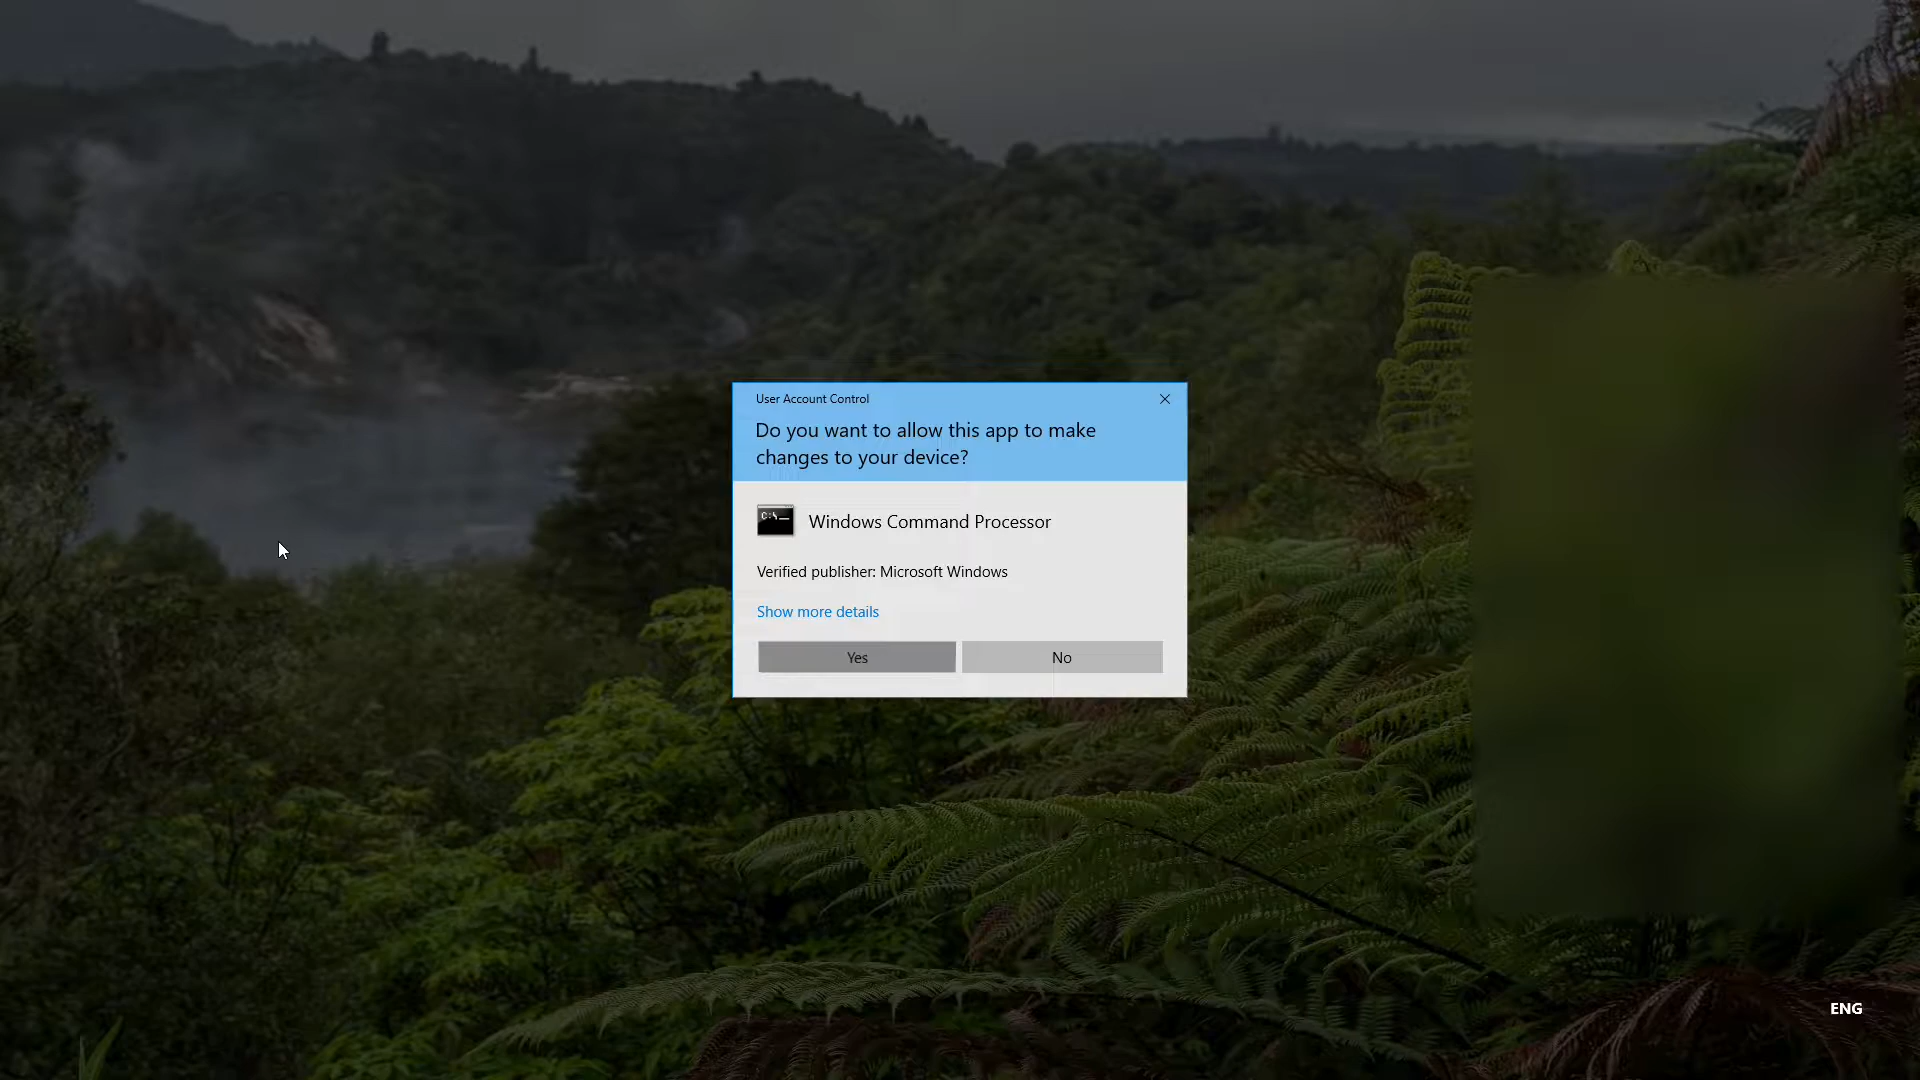 User Account Control
Do you want to allow this app to make
changes to your device?
C:\
Windows Command Processor
Verified publisher: Microsoft Windows
Show more details
Yes
No
ENG